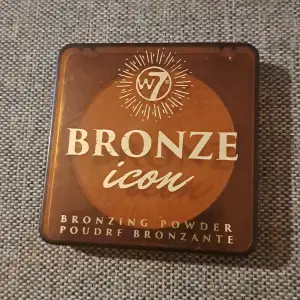 W7
BRONZE
icon
BRONZING POWDER
POUDRE BRONZANTE